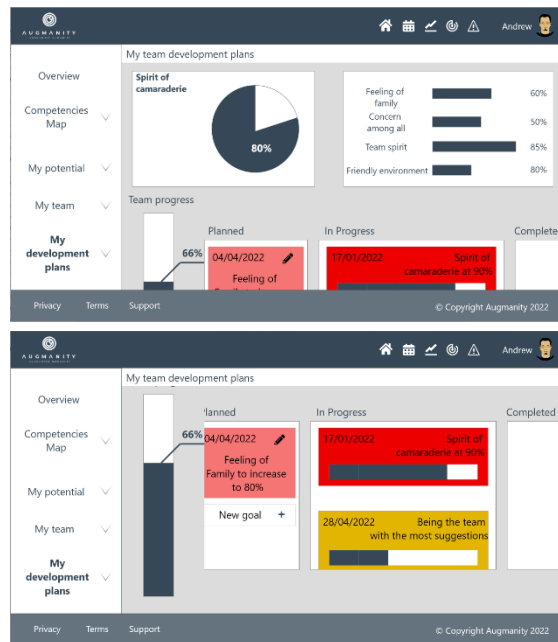 AUGMANITY
Andrew
My team development plans
Overview
Competencies
Map
My potential
My team
My
development
plans
Spirit of
camaraderie
80%
Feeling of
family
60%
Concern
among all
50%
Team spirit
85%
Friendly environment
80%
Team progress
66%
Planned
04/04/2022
Feeling of
In Progress
17/01/2022
Spirit of
camaraderie at 90%
Complete
Privacy
Terms
Support
© Copyright Augmanity 2022
AUGMANITY
Andrew
My team development plans
Overview
Competencies
Map
My potential
My team
My
development
plans
66%
lanned
04/04/2022
Feeling of
Family to increase
to 80%
New goal +
In Progress
17/01/2022
Spirit of
camaraderie at 90%
28/04/2022
Being the team
with the most suggestions
Completed
Privacy
Terms
Support
© Copyright Augmanity 2022